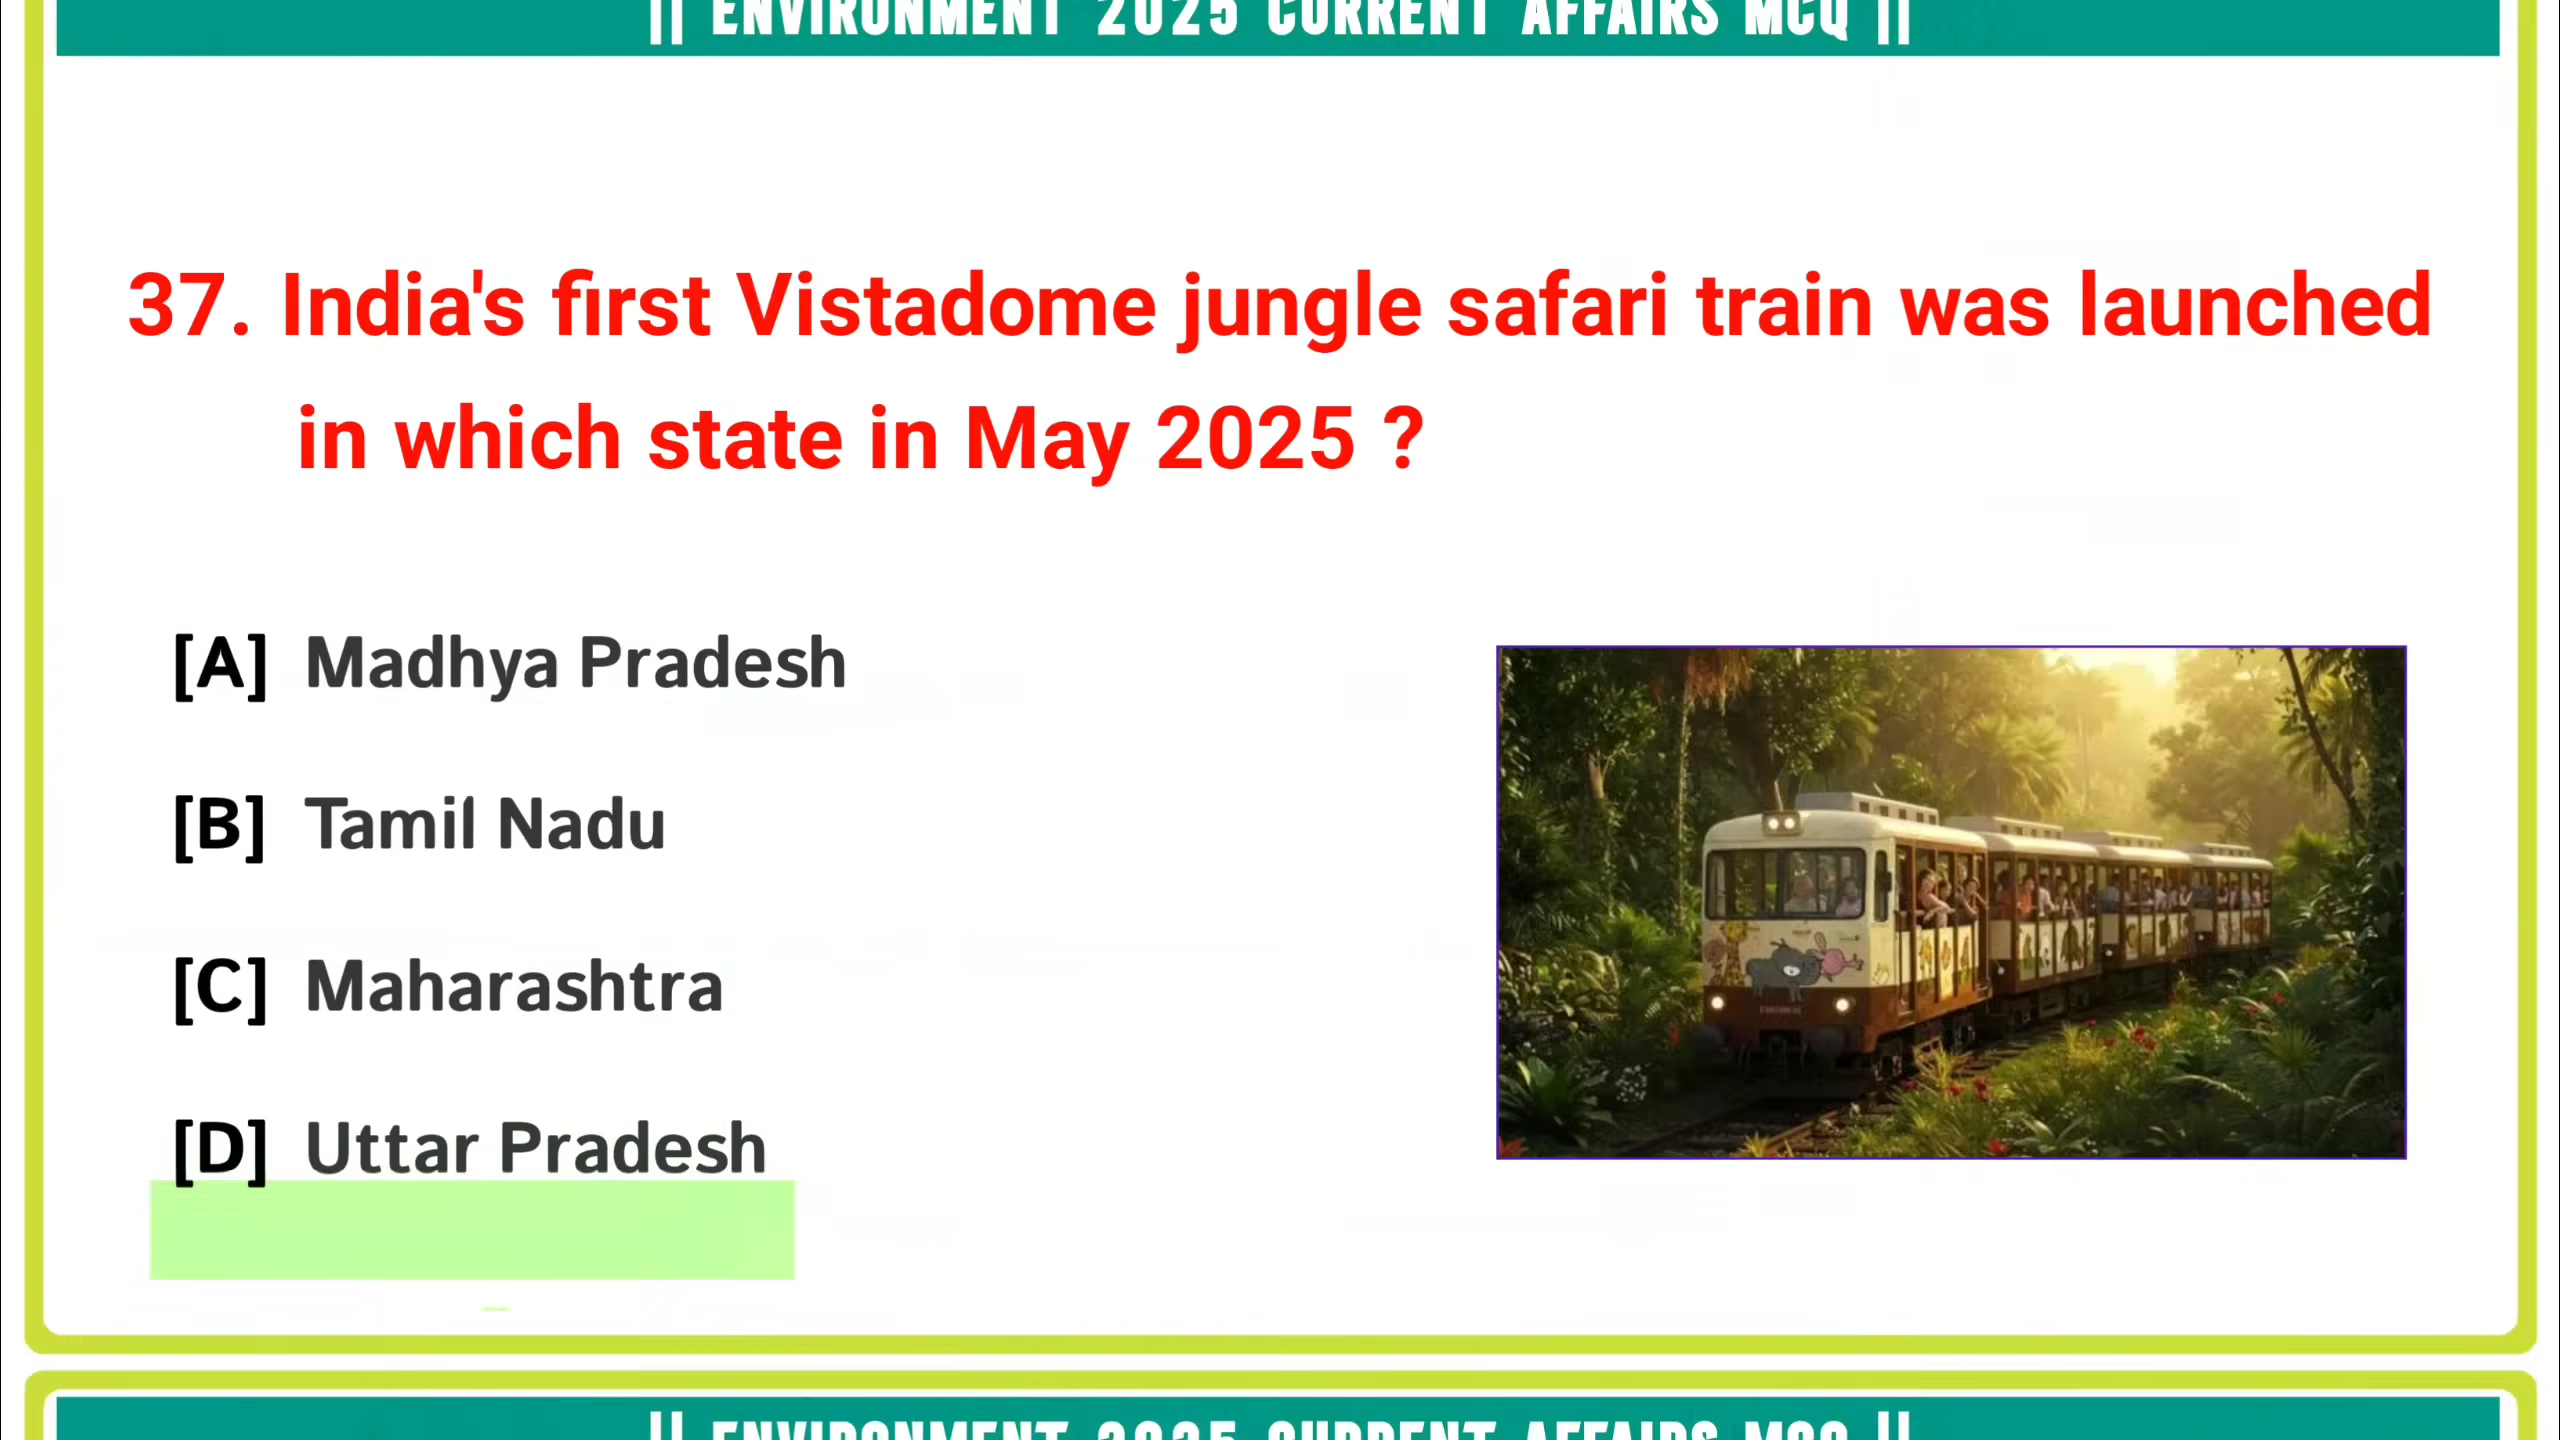 || ENVIRONMENT 2025 CURRENT AFFAIRS MCQ ||
37. India's first Vistadome jungle safari train was launched
in which state in May 2025 ?
[A] Madhya Pradesh
[B] Tamil Nadu
[C] Maharashtra
[D] Uttar Pradesh
|| ENVIRONMENT 2025 CURRENT AFFAIRS MCQ ||